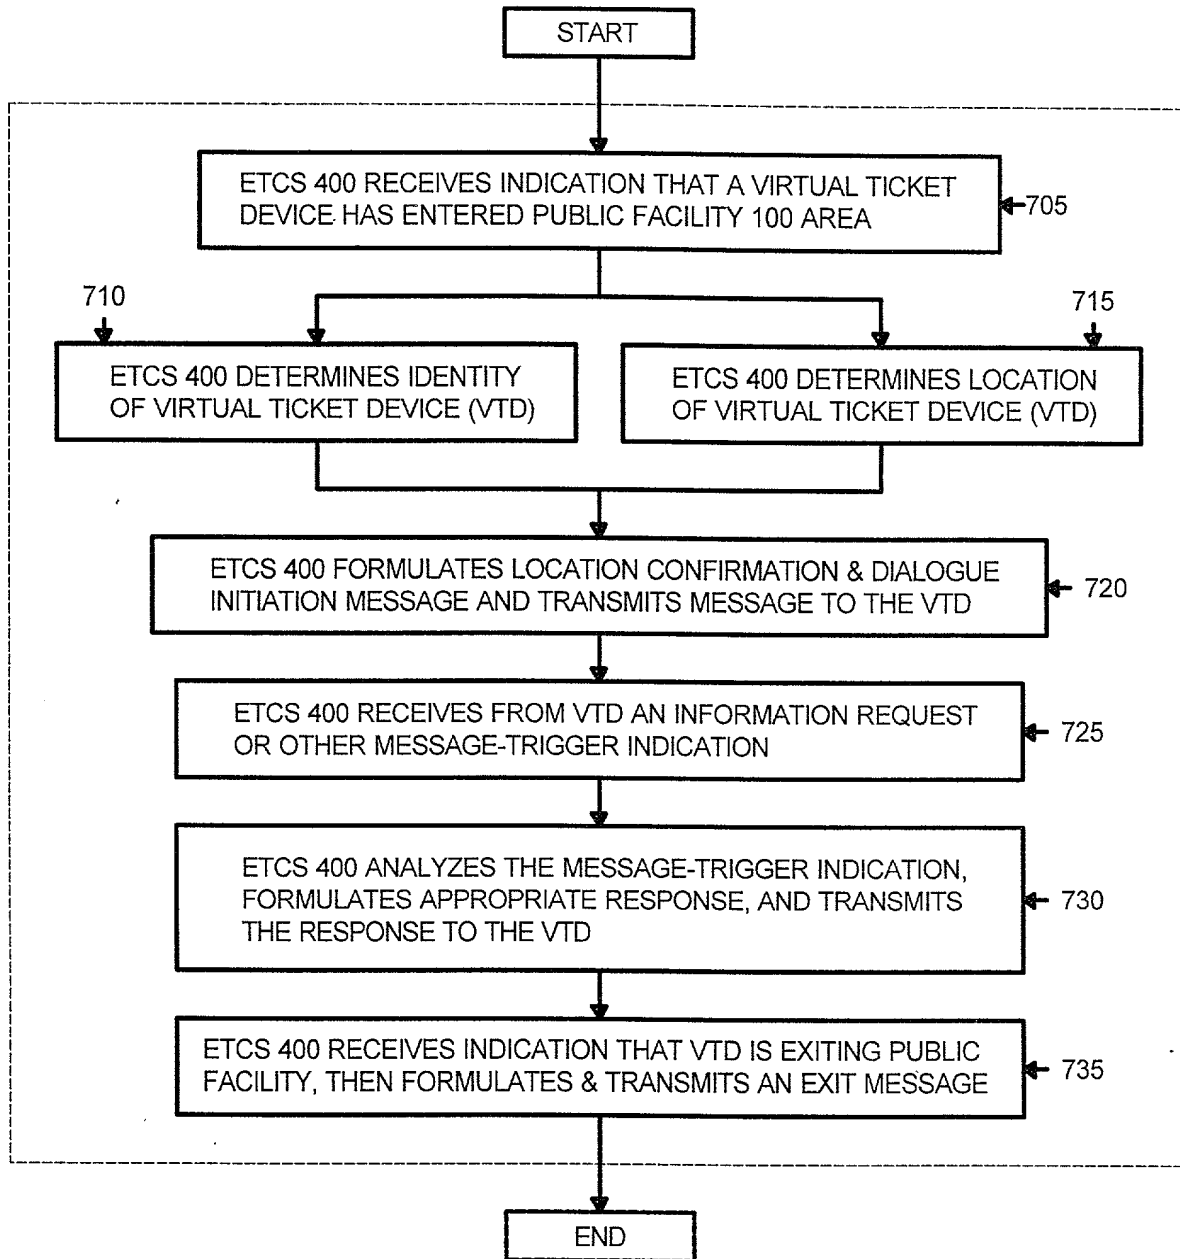 START
ETCS 400 RECEIVES INDICATION THAT A VIRTUAL TICKET
DEVICE HAS ENTERED PUBLIC FACILITY 100 AREA
705
710
715
ETCS 400 DETERMINES IDENTITY
OF VIRTUAL TICKET DEVICE (VTD)
ETCS 400 DETERMINES LOCATION
OF VIRTUAL TICKET DEVICE (VTD)
ETCS 400 FORMULATES LOCATION CONFIRMATION & DIALOGUE
INITIATION MESSAGE AND TRANSMITS MESSAGE TO THE VTD
720
ETCS 400 RECEIVES FROM VTD AN INFORMATION REQUEST
OR OTHER MESSAGE-TRIGGER INDICATION
725
ETCS 400 ANALYZES THE MESSAGE-TRIGGER INDICATION,
FORMULATES APPROPRIATE RESPONSE, AND TRANSMITS
THE RESPONSE TO THE VTD
730
ETCS 400 RECEIVES INDICATION THAT VTD IS EXITING PUBLIC
FACILITY, THEN FORMULATES & TRANSMITS AN EXIT MESSAGE
735
END